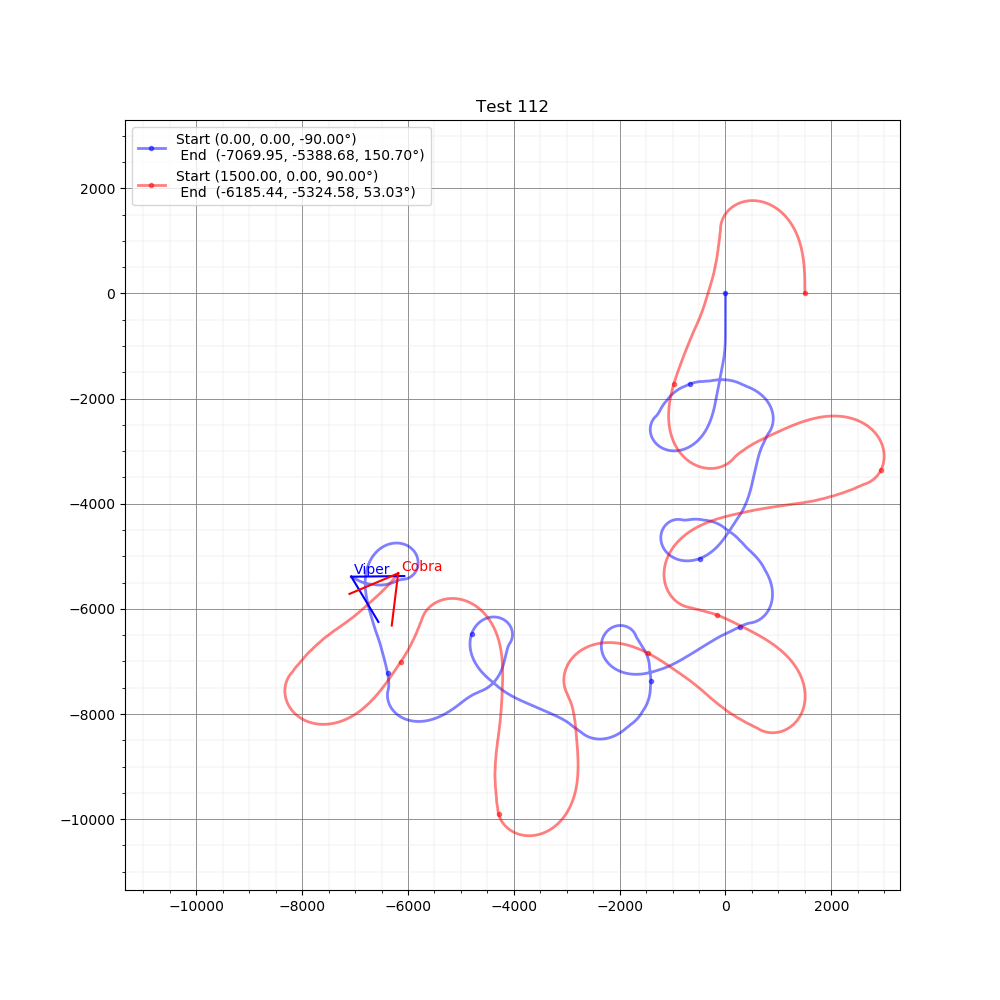 Test 112
Start (0.00, 0.00, -90.00°)
End (-7069.95, -5388.68, 150.70°)
Start (1500.00, 0.00, 90.00°)
End (-6185.44, -5324.58, 53.03°)
2000
0
−2000
−4000
−6000
−8000
−10000
Viper
Cobra
−10000 −8000 −6000 −4000 −2000 0 2000